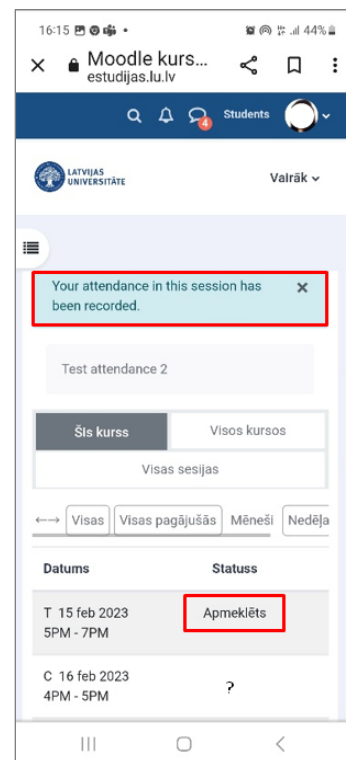 16:15 44%
Moodle kurs...
estudijas.lu.lv
4 Students
LATVIJAS
UNIVERSITĀTE
Vairāk
Your attendance in this session has
been recorded.
Test attendance 2
Šis kurss Visos kursos
Visas sesijas
←→ Visas Visas pagājušās Mēneši Nedēļa
Datums Statuss
T 15 feb 2023 Apmeklēts
5PM - 7PM
C 16 feb 2023 ?
4PM - 5PM